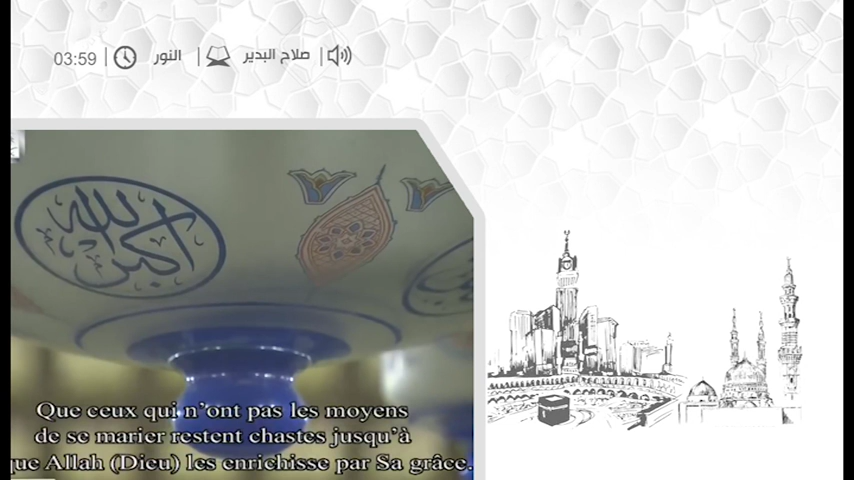 03:59 | النور | صلاح البدير |
الله أكبر
Que ceux qui n'ont pas les moyens
de se marier restent chastes jusqu'à
que Allah (Dieu) les enrichisse par Sa grâce.